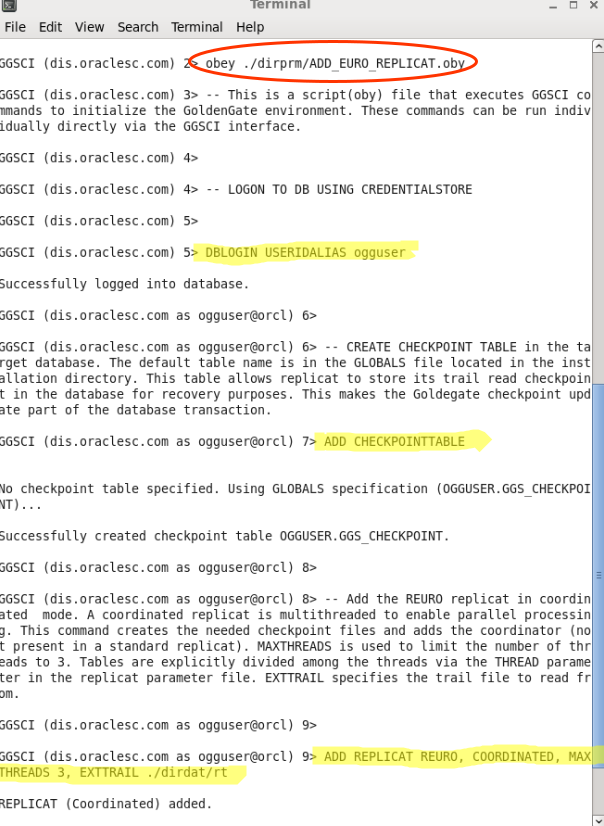 Terminal
File Edit View Search Terminal Help
GGSCI (dis.oraclesc.com) 2> obey ./dirprm/ADD_EURO_REPLICAT.oby
GGSCI (dis.oraclesc.com) 3> -- This is a script(oby) file that executes GGSCI co
mmands to initialize the GoldenGate environment. These commands can be run indiv
idually directly via the GGSCI interface.
GGSCI (dis.oraclesc.com) 4>
GGSCI (dis.oraclesc.com) 4> -- LOGON TO DB USING CREDENTIALSTORE
GGSCI (dis.oraclesc.com) 5>
GGSCI (dis.oraclesc.com) 5> DBLOGIN USERIDALIAS ogguser
Successfully logged into database.
GGSCI (dis.oraclesc.com as ogguser@orcl) 6>
GGSCI (dis.oraclesc.com as ogguser@orcl) 6> -- CREATE CHECKPOINT TABLE in the ta
rget database. The default table name is in the GLOBALS file located in the inst
allation directory. This table allows replicat to store its trail read checkpoin
t in the database for recovery purposes. This makes the Goldegate checkpoint upd
ate part of the database transaction.
GGSCI (dis.oraclesc.com as ogguser@orcl) 7> ADD CHECKPOINTTABLE
No checkpoint table specified. Using GLOBALS specification (OGGUSER.GGS_CHECKPOI
NT)...
Successfully created checkpoint table OGGUSER.GGS_CHECKPOINT.
GGSCI (dis.oraclesc.com as ogguser@orcl) 8>
GGSCI (dis.oraclesc.com as ogguser@orcl) 8> -- Add the REURO replicat in coordin
ated  mode. A coordinated replicat is multithreaded to enable parallel processin
g. This command creates the needed checkpoint files and adds the coordinator (no
t present in a standard replicat). MAXTHREADS is used to limit the number of thr
eads to 3. Tables are explicitly divided among the threads via the THREAD parame
ter in the replicat parameter file. EXTTRAIL specifies the trail file to read fr
om.
GGSCI (dis.oraclesc.com as ogguser@orcl) 9>
GGSCI (dis.oraclesc.com as ogguser@orcl) 9> ADD REPLICAT REURO, COORDINATED, MAX
THREADS 3, EXTTRAIL ./dirdat/rt
REPLICAT (Coordinated) added.